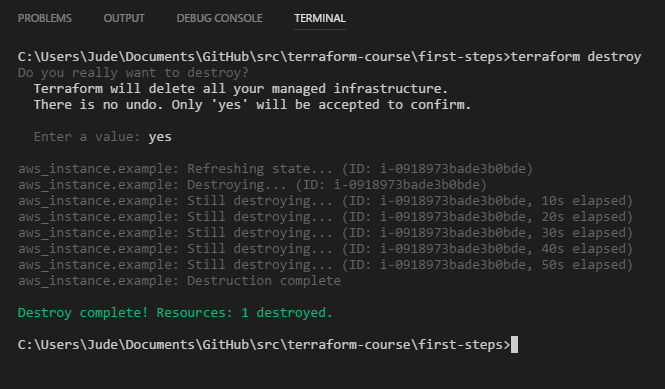 PROBLEMS OUTPUT DEBUG CONSOLE TERMINAL
C:\Users\Jude\Documents\GitHub\src\terraform-course\first-steps>terraform destroy
Do you really want to destroy?
Terraform will delete all your managed infrastructure.
There is no undo. Only 'yes' will be accepted to confirm.
Enter a value: yes
aws_instance.example: Refreshing state... (ID: i-0918973bade3b0bde)
aws_instance.example: Destroying... (ID: i-0918973bade3b0bde)
aws_instance.example: Still destroying... (ID: i-0918973bade3b0bde, 10s elapsed)
aws_instance.example: Still destroying... (ID: i-0918973bade3b0bde, 20s elapsed)
aws_instance.example: Still destroying... (ID: i-0918973bade3b0bde, 30s elapsed)
aws_instance.example: Still destroying... (ID: i-0918973bade3b0bde, 40s elapsed)
aws_instance.example: Still destroying... (ID: i-0918973bade3b0bde, 50s elapsed)
aws_instance.example: Destruction complete
Destroy complete! Resources: 1 destroyed.
C:\Users\Jude\Documents\GitHub\src\terraform-course\first-steps>